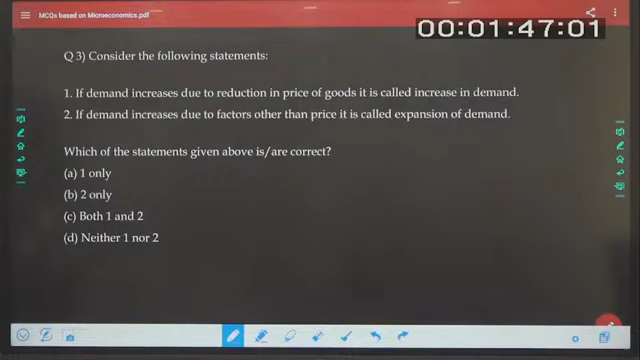 MCQs based on Microeconomics.pdf
00:01:47:01
Q 3) Consider the following statements:
1. If demand increases due to reduction in price of goods it is called increase in demand.
2. If demand increases due to factors other than price it is called expansion of demand.
Which of the statements given above is/are correct?
(a) 1 only
(b) 2 only
(c) Both 1 and 2
(d) Neither 1 nor 2